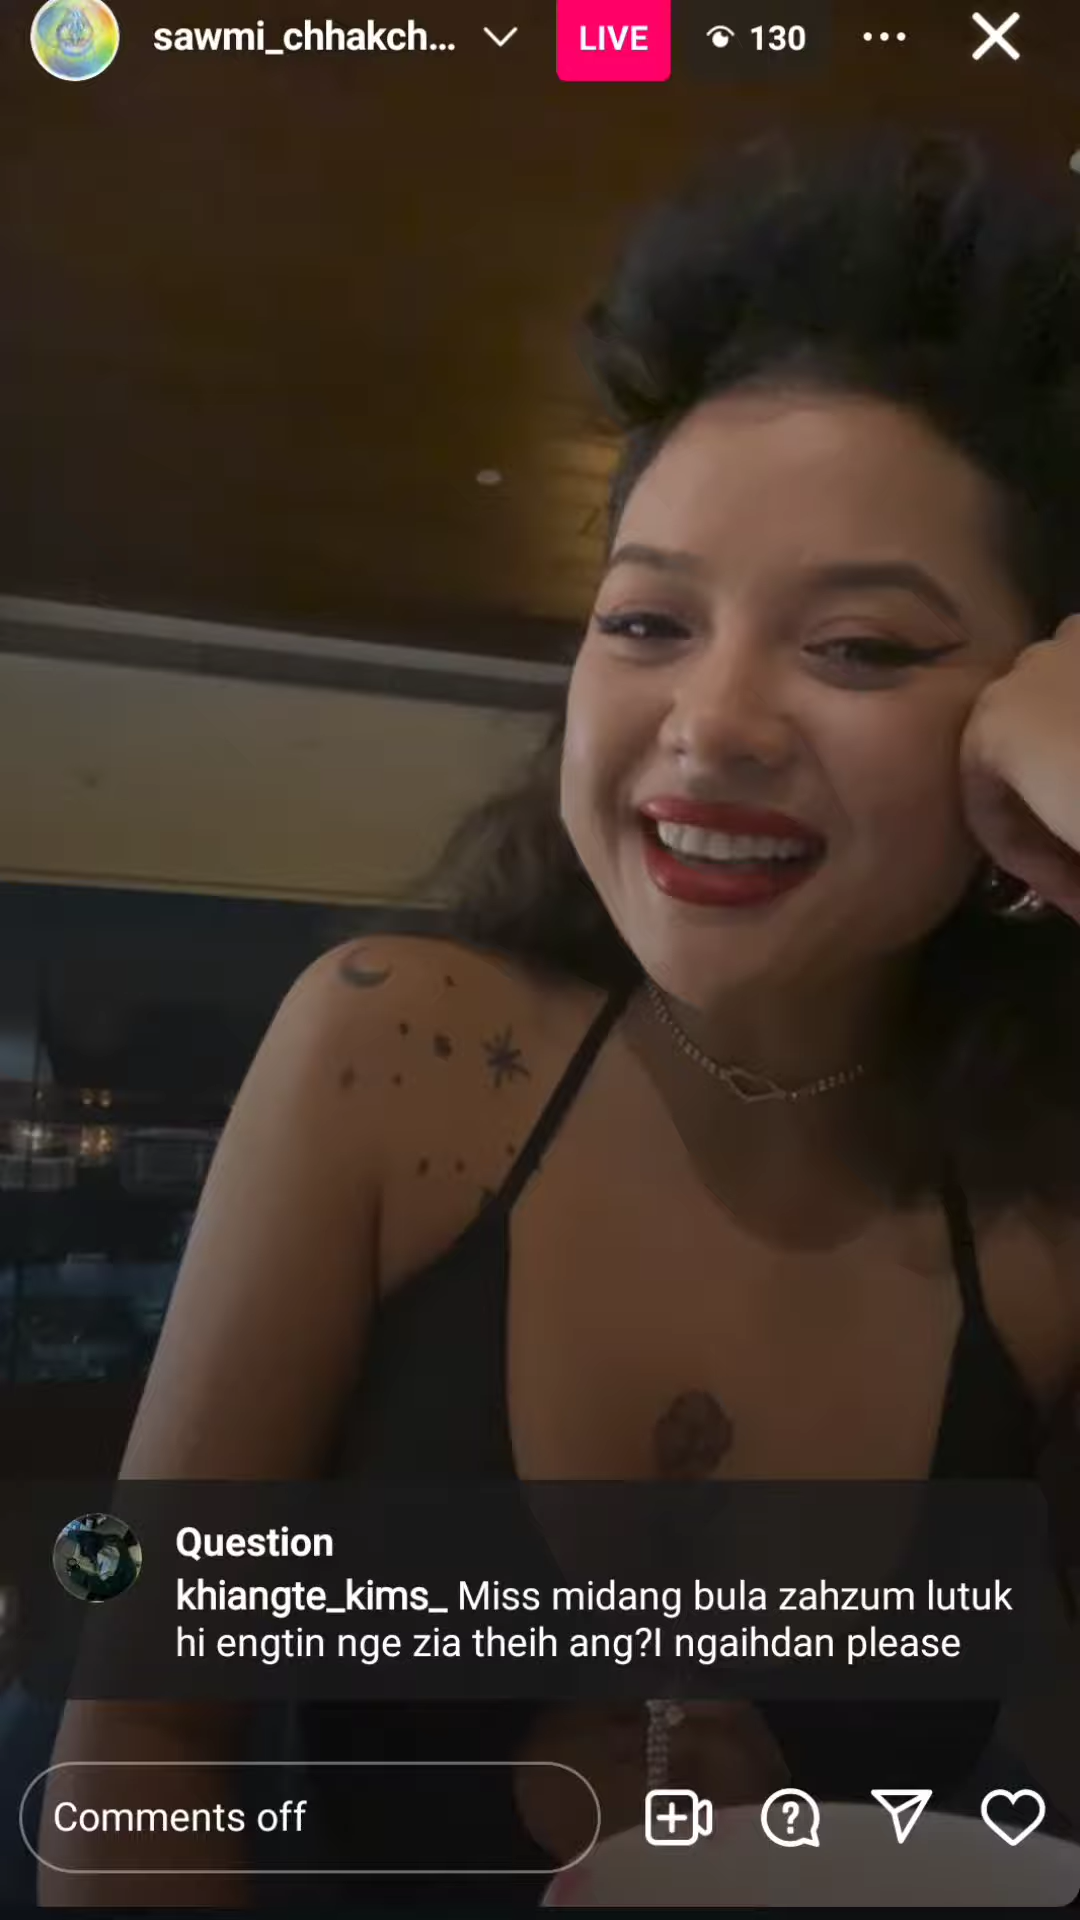 sawmi_chhakch...
LIVE
130
Question
khiangte_kims_ Miss midang bula zahzum lutuk
hi engtin nge zia theih ang?I ngaihdan please
Comments off